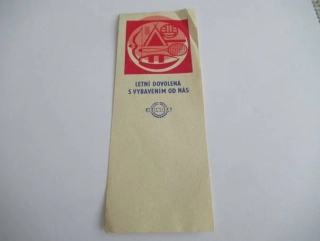 LETNÍ DOVOLENÁ
S VYBAVENÍM OD NÁS